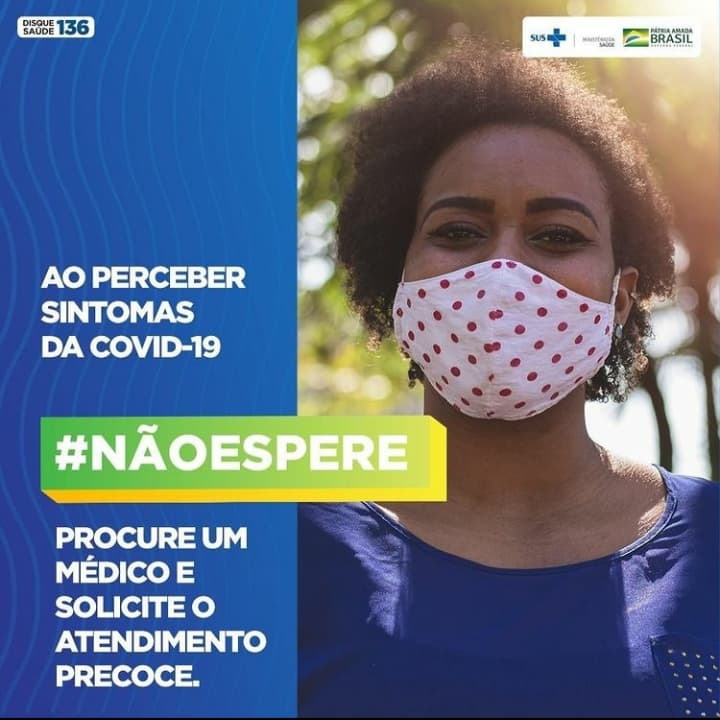 DISQUE
SAÚDE 136
SUS
MINISTÉRIO DA
SAÚDE
PÁTRIA AMADA
BRASIL
GOVERNO FEDERAL
AO PERCEBER
SINTOMAS
DA COVID-19
#NÃOESPERE
PROCURE UM
MÉDICO E
SOLICITE O
ATENDIMENTO
PRECOCE.